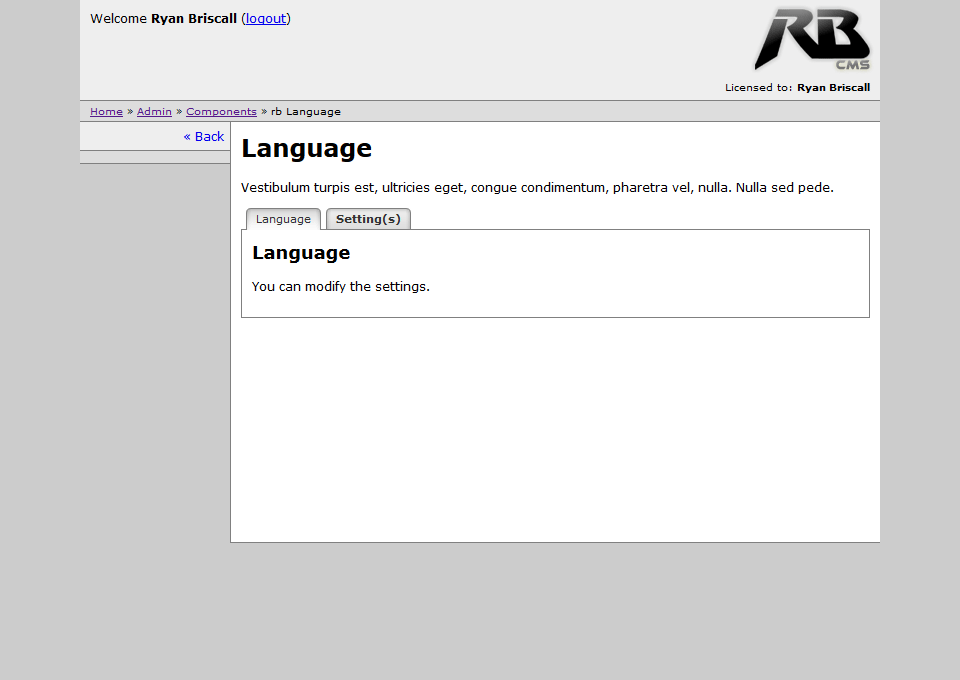 Welcome Ryan Briscall (logout)
RB
CMS
Licensed to: Ryan Briscall
Home » Admin » Components » rb Language
« Back
Language
Vestibulum turpis est, ultricies eget, congue condimentum, pharetra vel, nulla. Nulla sed pede.
Language Setting(s)
Language
You can modify the settings.